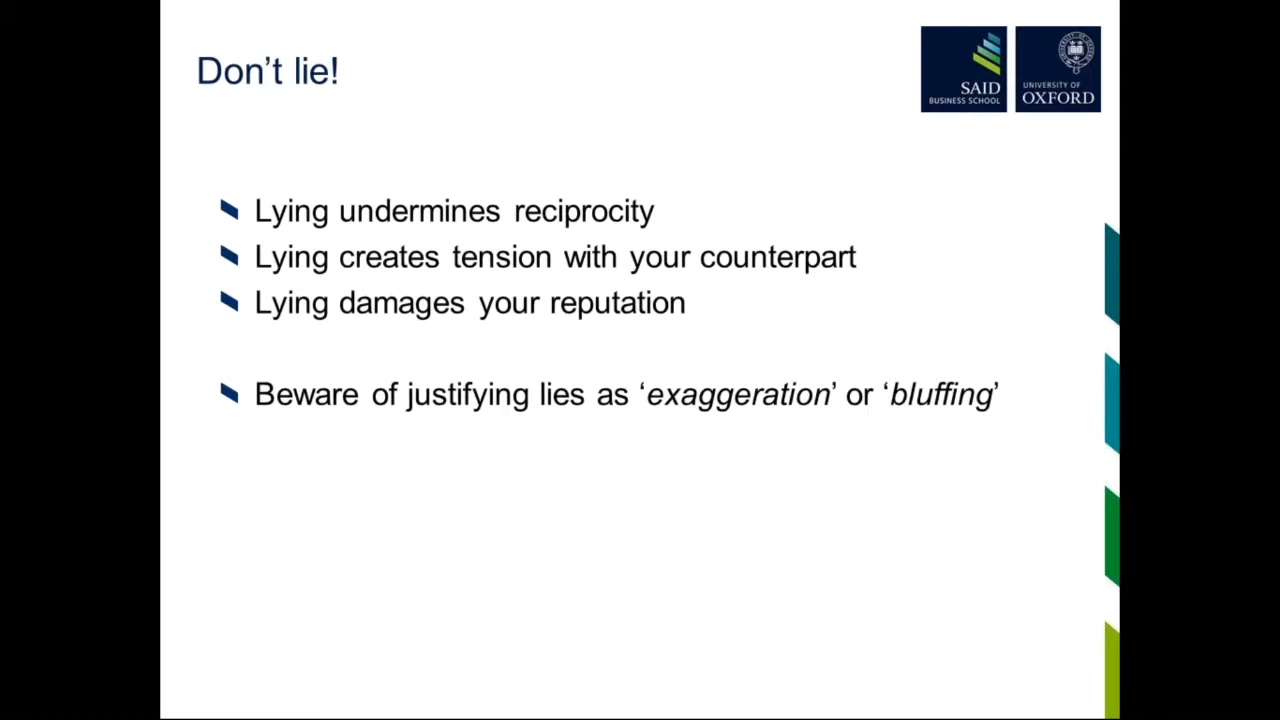 Don’t lie!
SAID
BUSINESS SCHOOL
UNIVERSITY OF
OXFORD
Lying undermines reciprocity
Lying creates tension with your counterpart
Lying damages your reputation
Beware of justifying lies as ‘exaggeration’ or ‘bluffing’